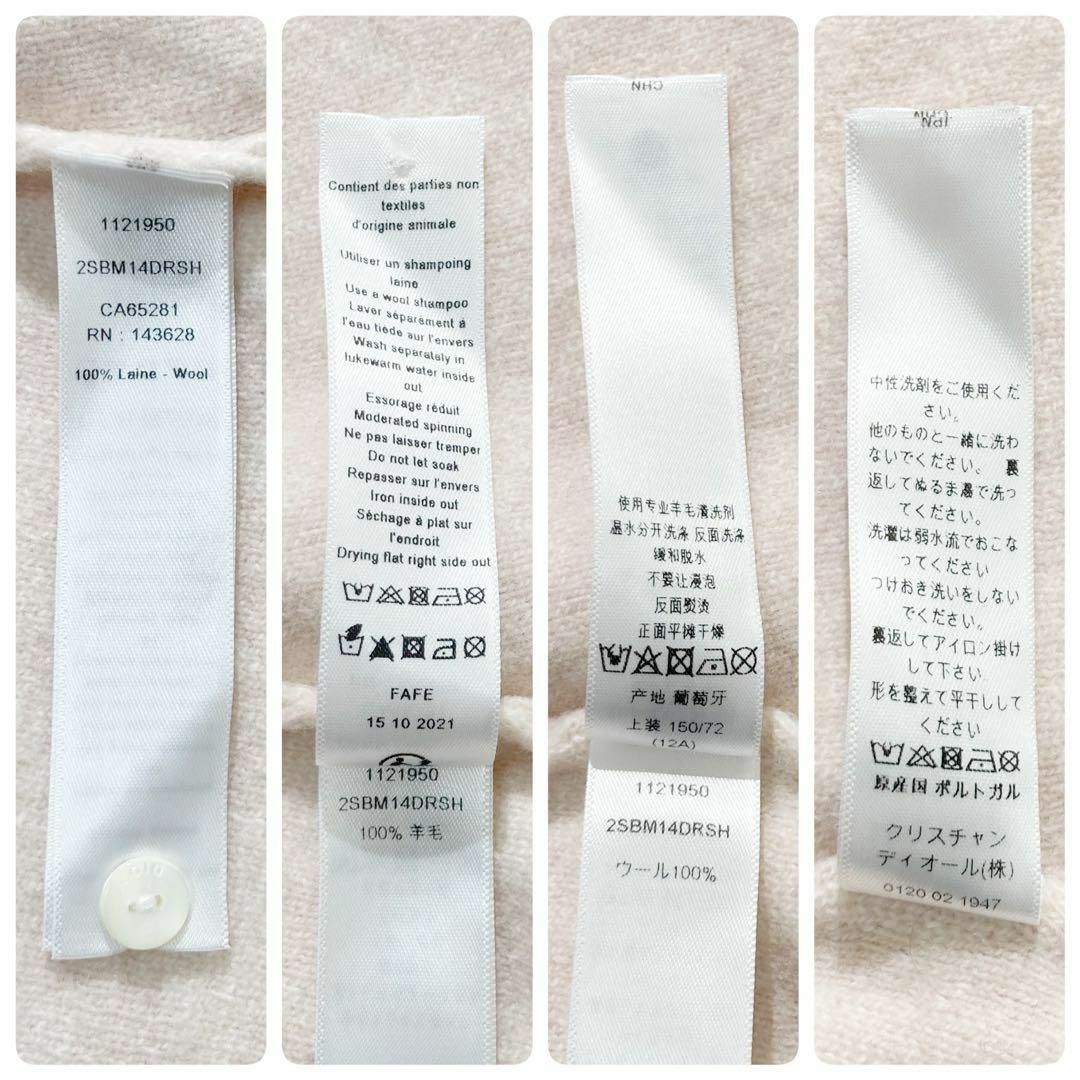 1121950
2SBM14DRSH
CA65281
RN : 143628
100% Laine - Wool
Contient des parties non
textiles
d'origine animale
Utiliser un shampoing
laine
Use a wool shampoo
Laver séparément à
l'eau tiède sur l'envers
Wash separately in
lukewarm water inside
out
Essorage réduit
Moderated spinning
Ne pas laisser tremper
Do not let soak
Repasser sur l'envers
Iron inside out
Séchage à plat sur
l'endroit
Drying flat right side out
FAFE
15 10 2021
1121950
2SBM14DRSH
100% 羊毛
CHN
使用专业羊毛清洗剂
温水分开洗涤 反面洗涤
缓和脱水
不要让浸泡
反面熨烫
正面平摊干燥
产地 葡萄牙
上装 150/72
(12A)
1121950
2SBM14DRSH
ウール100%
JPN
中性洗剤をご使用くだ
さい。
他のものと一緒に洗わ
ないでください。 裏
返してぬるま湯で洗っ
てください。
洗濯は弱水流でおこな
ってください
つけおき洗いをしない
でください。
裏返してアイロン掛け
して下さい
形を整えて平干しして
ください
原産国 ポルトガル
クリスチャン
ディオール(株)
0120 02 1947